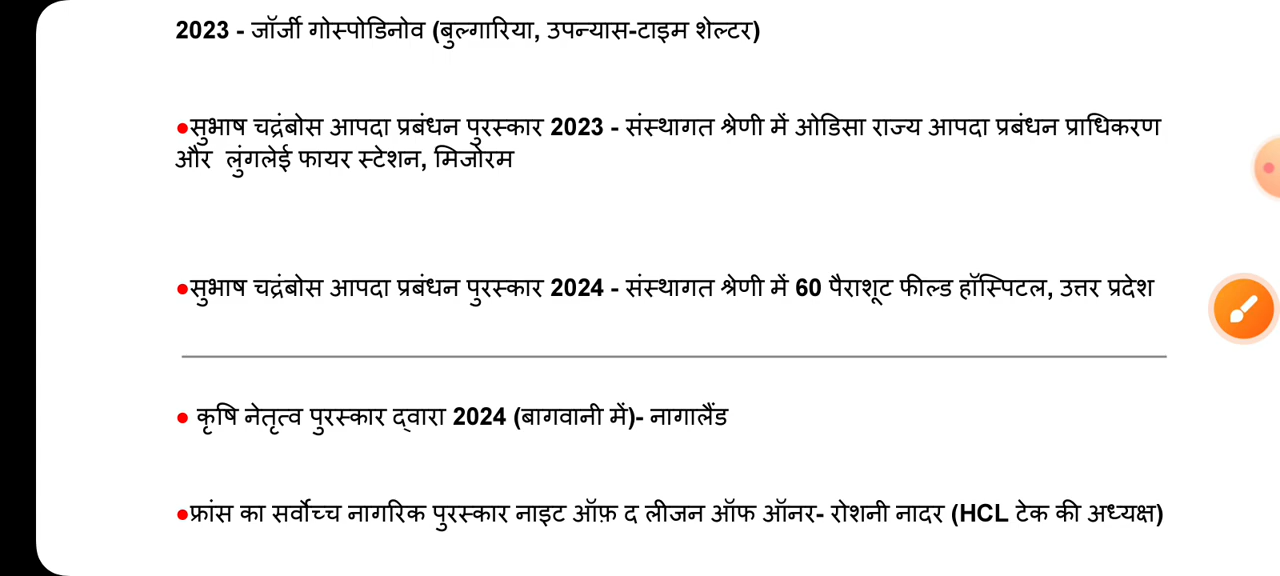 2023 - जॉर्जी गोस्पोडिनोव (बुल्गारिया, उपन्यास-टाइम शेल्टर)
●सुभाष चद्रंबोस आपदा प्रबंधन पुरस्कार 2023 - संस्थागत श्रेणी में ओडिसा राज्य आपदा प्रबंधन प्राधिकरण
और लुंगलेई फायर स्टेशन, मिजोरम
●सुभाष चद्रंबोस आपदा प्रबंधन पुरस्कार 2024 - संस्थागत श्रेणी में 60 पैराशूट फील्ड हॉस्पिटल, उत्तर प्रदेश
● कृषि नेतृत्व पुरस्कार द्वारा 2024 (बागवानी में)- नागालैंड
●फ्रांस का सर्वोच्च नागरिक पुरस्कार नाइट ऑफ़ द लीजन ऑफ ऑनर- रोशनी नादर (HCL टेक की अध्यक्ष)